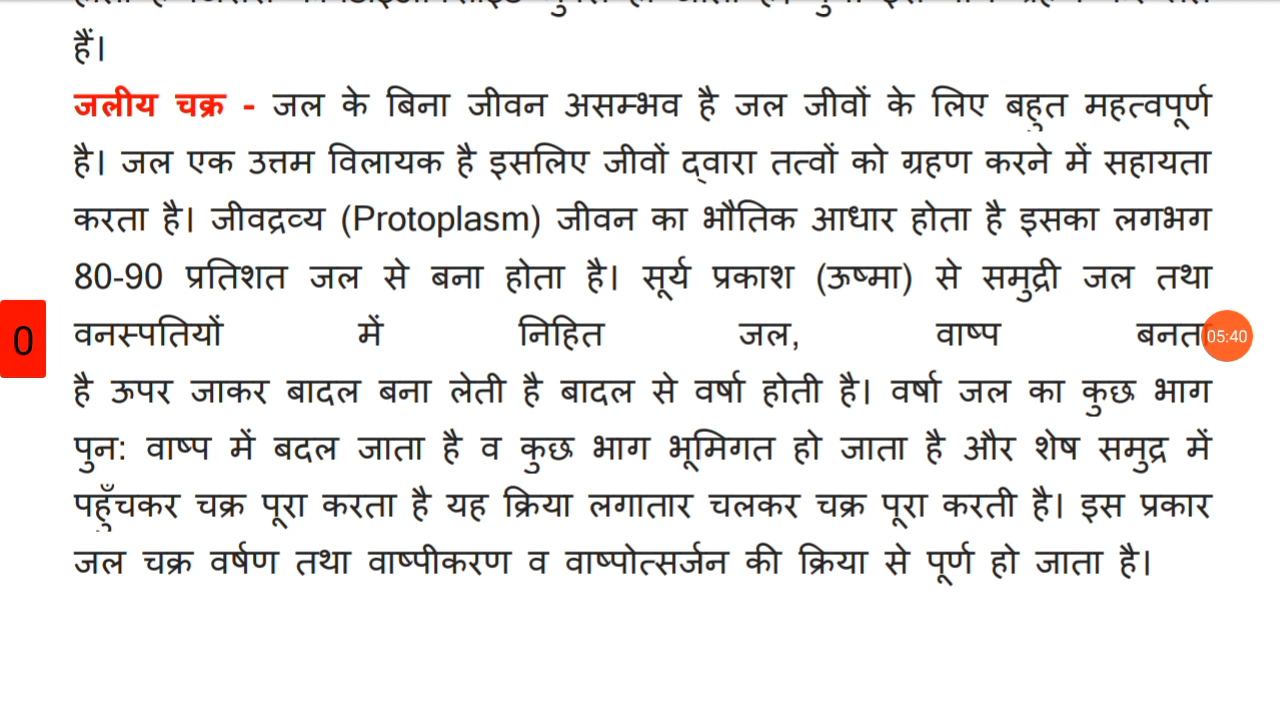 हैं।
जलीय चक्र - जल के बिना जीवन असम्भव है जल जीवों के लिए बहुत महत्वपूर्ण
है। जल एक उत्तम विलायक है इसलिए जीवों द्वारा तत्वों को ग्रहण करने में सहायता
करता है। जीवद्रव्य (Protoplasm) जीवन का भौतिक आधार होता है इसका लगभग
80-90 प्रतिशत जल से बना होता है। सूर्य प्रकाश (ऊष्मा) से समुद्री जल तथा
0
वनस्पतियों में निहित जल, वाष्प बनता
05:40
है ऊपर जाकर बादल बना लेती है बादल से वर्षा होती है। वर्षा जल का कुछ भाग
पुन: वाष्प में बदल जाता है व कुछ भाग भूमिगत हो जाता है और शेष समुद्र में
पहुँचकर चक्र पूरा करता है यह क्रिया लगातार चलकर चक्र पूरा करती है। इस प्रकार
जल चक्र वर्षण तथा वाष्पीकरण व वाष्पोत्सर्जन की क्रिया से पूर्ण हो जाता है।